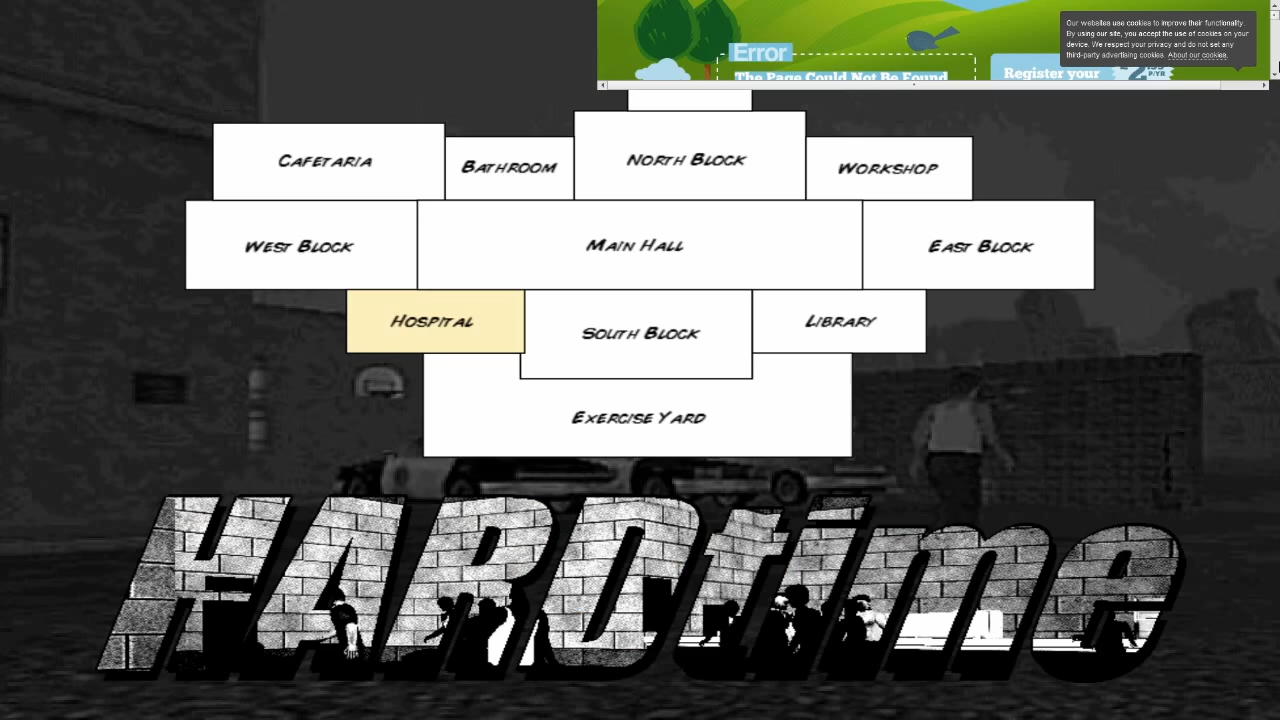 Error
The Page Could Not Be Found
Register your
P/YR
Our websites use cookies to improve their functionality.
By using our site, you accept the use of cookies on your
device. We respect your privacy and do not set any
third-party advertising cookies. About our cookies.
CAFETARIA
BATHROOM
NORTH BLOCK
WORKSHOP
WEST BLOCK
MAIN HALL
EAST BLOCK
HOSPITAL
SOUTH BLOCK
LIBRARY
EXERCISE YARD
HARDtime